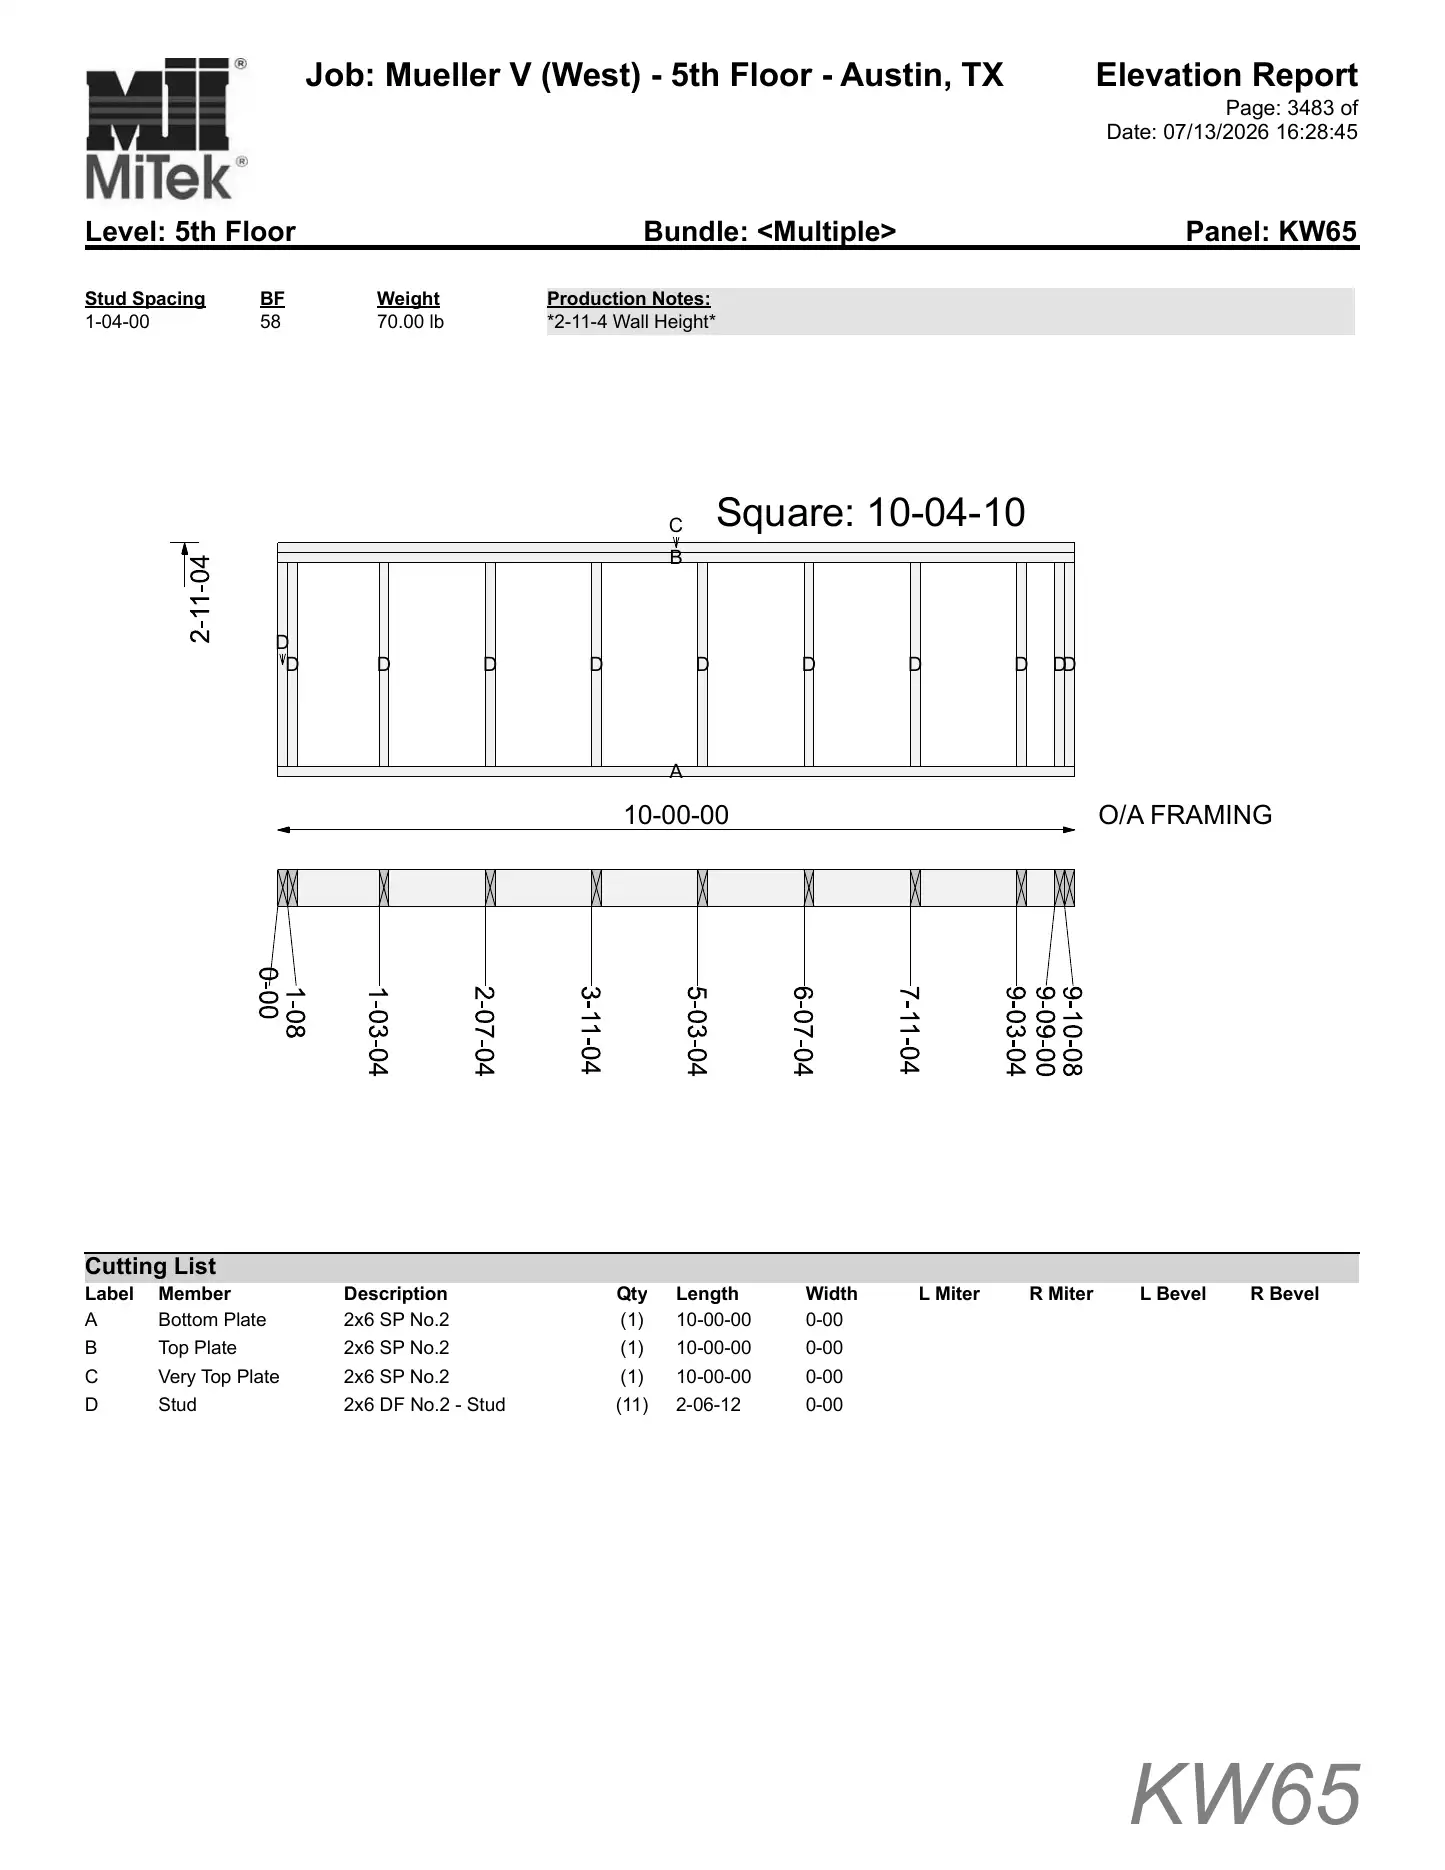 Job: Mueller V (West) - 5th Floor - Austin, TX
Elevation Report
Page: 3483 of
Date: 07/13/2026 16:28:45
MiTek®
Level: 5th Floor
Bundle: <Multiple>
Panel: KW65
Stud Spacing BF Weight Production Notes:
1-04-00 58 70.00 lb *2-11-4 Wall Height*
Square: 10-04-10
C
B
2-11-04
D
D D D D D D D D D D
A
10-00-00
O/A FRAMING
0-00
1-08
1-03-04
2-07-04
3-11-04
5-03-04
6-07-04
7-11-04
9-03-04
9-09-00
9-10-08
Cutting List
Label Member Description Qty Length Width L Miter R Miter L Bevel R Bevel
A Bottom Plate 2x6 SP No.2 (1) 10-00-00 0-00
B Top Plate 2x6 SP No.2 (1) 10-00-00 0-00
C Very Top Plate 2x6 SP No.2 (1) 10-00-00 0-00
D Stud 2x6 DF No.2 - Stud (11) 2-06-12 0-00
KW65